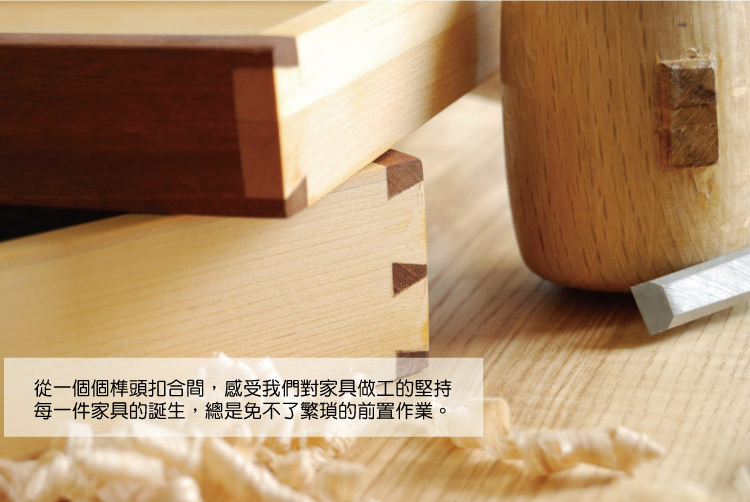 從一個個榫頭扣合間，感受我們對家具做工的堅持
每一件家具的誕生，總是免不了繁瑣的前置作業。